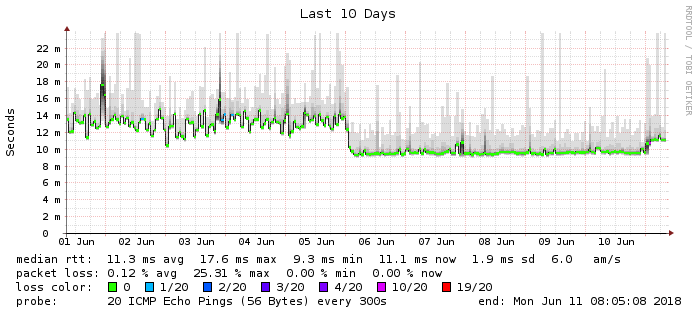 Last 10 Days
RRDTOOL / TOBI OETIKER
Seconds
22 m
20 m
18 m
16 m
14 m
12 m
10 m
8 m
6 m
4 m
2 m
0
01 Jun 02 Jun 03 Jun 04 Jun 05 Jun 06 Jun 07 Jun 08 Jun 09 Jun 10 Jun
median rtt: 11.3 ms avg 17.6 ms max 9.3 ms min 11.1 ms now 1.9 ms sd 6.0 am/s
packet loss: 0.12 % avg 25.31 % max 0.00 % min 0.00 % now
loss color: 0 1/20 2/20 3/20 4/20 10/20 19/20
probe: 20 ICMP Echo Pings (56 Bytes) every 300s end: Mon Jun 11 08:05:08 2018